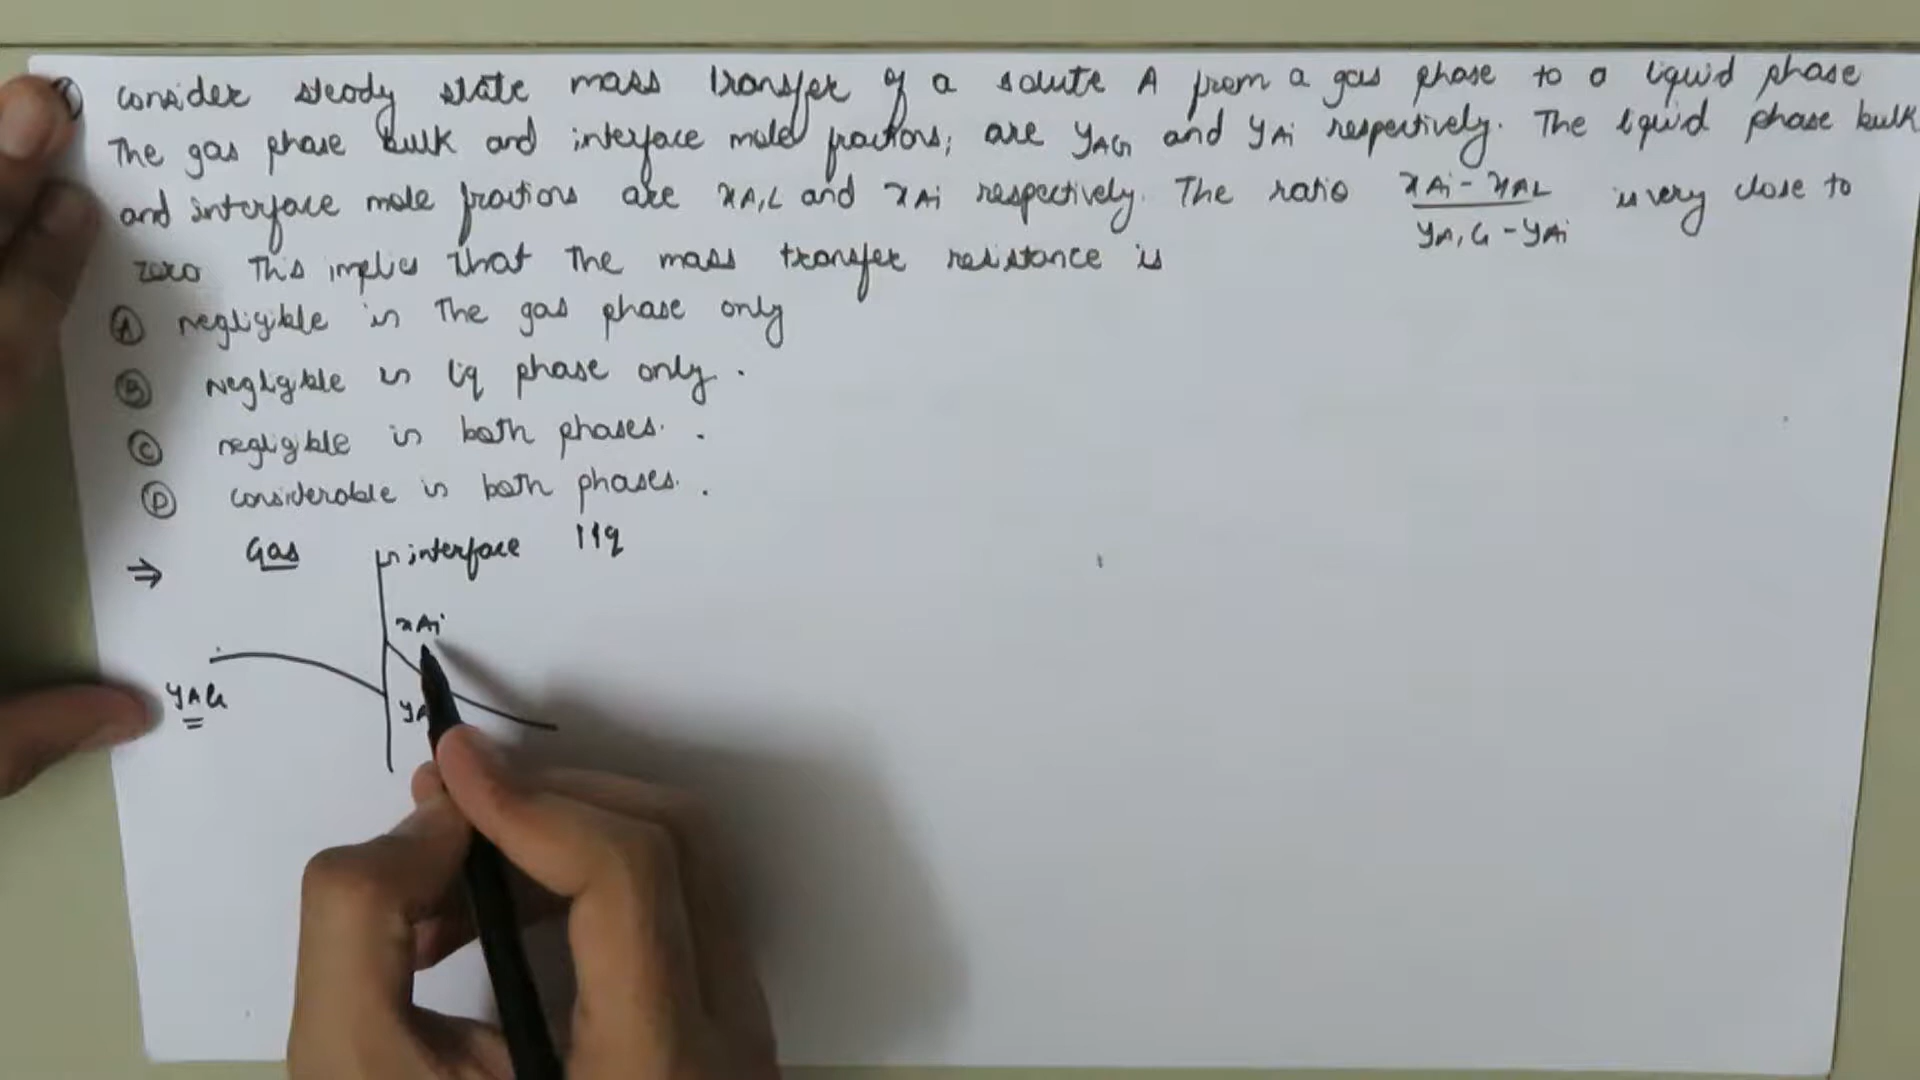 consider steady state mass transfer of a solute A from a gas phase to a liquid phase
The gas phase bulk and interface mole fractions, are yAG and yAi respectively. The liquid phase bulk
and interface mole fractions are xA,L and xAi respectively. The ratio xAi - xAL / yA,G - yAi is very close to
zero This implies that the mass transfer resistance is
A negligible in the gas phase only
B negligible in liq phase only.
C negligible in both phases.
D considerable in both phases.
⇒ Gas interface liq
xAi
yAG